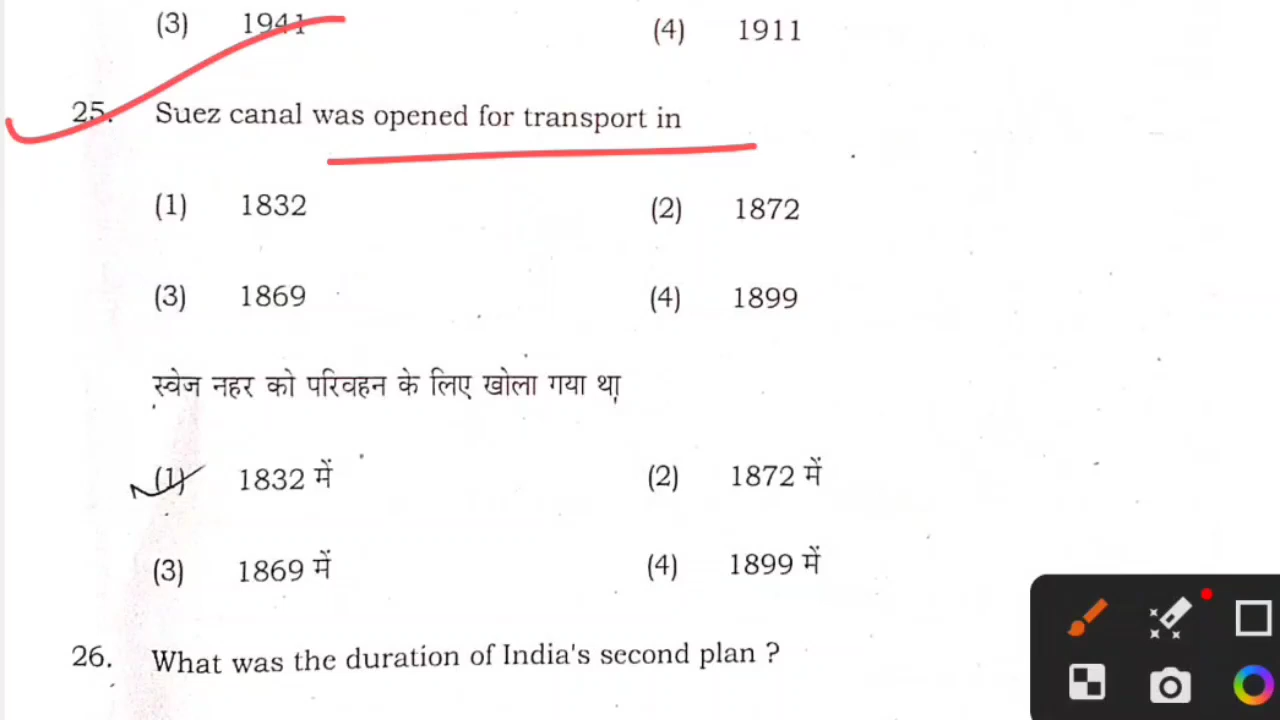 (3) 1941 (4) 1911
25. Suez canal was opened for transport in
(1) 1832 (2) 1872
(3) 1869 (4) 1899
स्वेज नहर को परिवहन के लिए खोला गया था
(1) 1832 में (2) 1872 में
(3) 1869 में (4) 1899 में
26. What was the duration of India's second plan ?